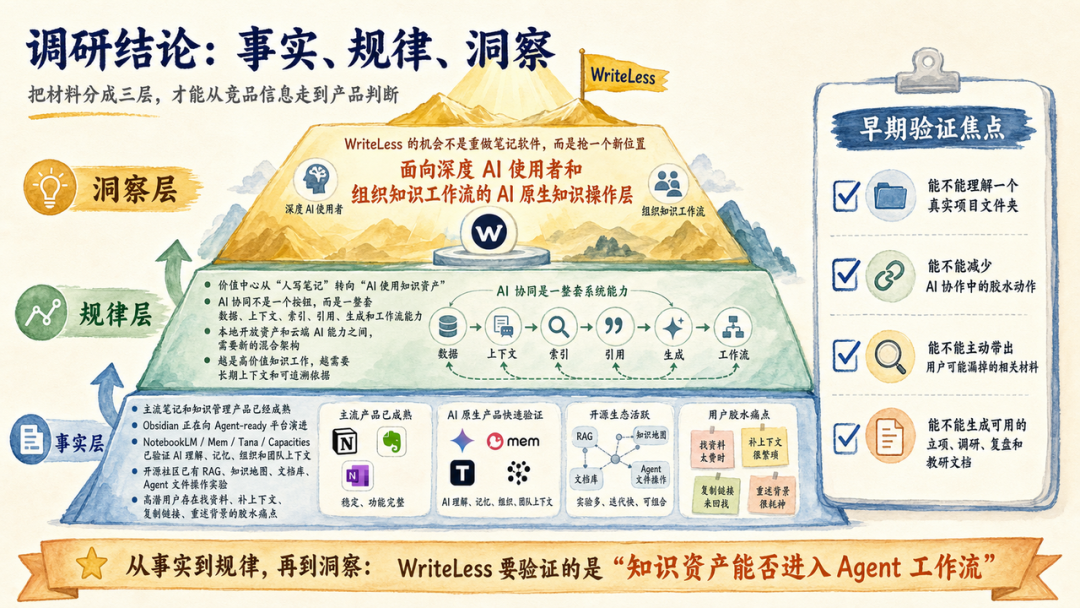 调研结论：事实、规律、洞察
把材料分成三层，才能从竞品信息走到产品判断
WriteLess
洞察层
WriteLess 的机会不是重做笔记软件，而是抢一个新位置
面向深度 AI 使用者和
组织知识工作流的 AI 原生知识操作层
深度 AI 使用者
组织知识工作流
W
规律层
• 价值中心从“人写笔记”转向“AI 使用知识资产”
• AI 协同不是一个按钮，而是一整套
数据、上下文、索引、引用、生成和工作流能力
• 本地开放资产和云端 AI 能力之间，
需要新的混合架构
• 越是高价值知识工作，越需要
长期上下文和可追溯依据
AI 协同是一整套系统能力
数据
上下文
索引
引用
生成
工作流
事实层
• 主流笔记和知识管理产品已经成熟
• Obsidian 正在向 Agent-ready 平台演进
• NotebookLM / Mem / Tana / Capacities
已验证 AI 理解、记忆、组织和团队上下文
• 开源社区已有 RAG、知识地图、文档库、
Agent 文件操作实验
• 高潜用户存在找资料、补上下文、
复制链接、重述背景的胶水痛点
主流产品已成熟
N
N
稳定、功能完整
AI 原生产品快速验证
mem
T
AI 理解、记忆、组织、团队上下文
开源生态活跃
RAG
知识地图
文档库
Agent
文件操作
实验多、迭代快、可组合
用户胶水痛点
找资料
太费时
补上下文
很繁琐
复制链接
来回找
重述背景
很耗神
早期验证焦点
能不能理解一个
真实项目文件夹
能不能减少
AI 协作中的胶水动作
能不能主动带出
用户可能漏掉的相关材料
能不能生成可用的
立项、调研、复盘和
教研文档
从事实到规律，再到洞察： WriteLess 要验证的是“知识资产能否进入 Agent 工作流”